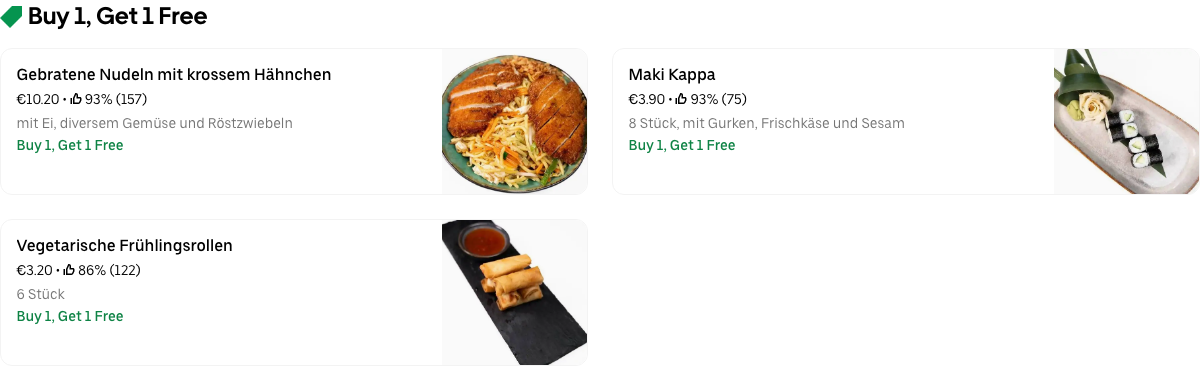 Buy 1, Get 1 Free
Gebratene Nudeln mit krossem Hähnchen
€10.20 • 93% (157)
mit Ei, diversem Gemüse und Röstzwiebeln
Buy 1, Get 1 Free
Maki Kappa
€3.90 • 93% (75)
8 Stück, mit Gurken, Frischkäse und Sesam
Buy 1, Get 1 Free
Vegetarische Frühlingsrollen
€3.20 • 86% (122)
6 Stück
Buy 1, Get 1 Free